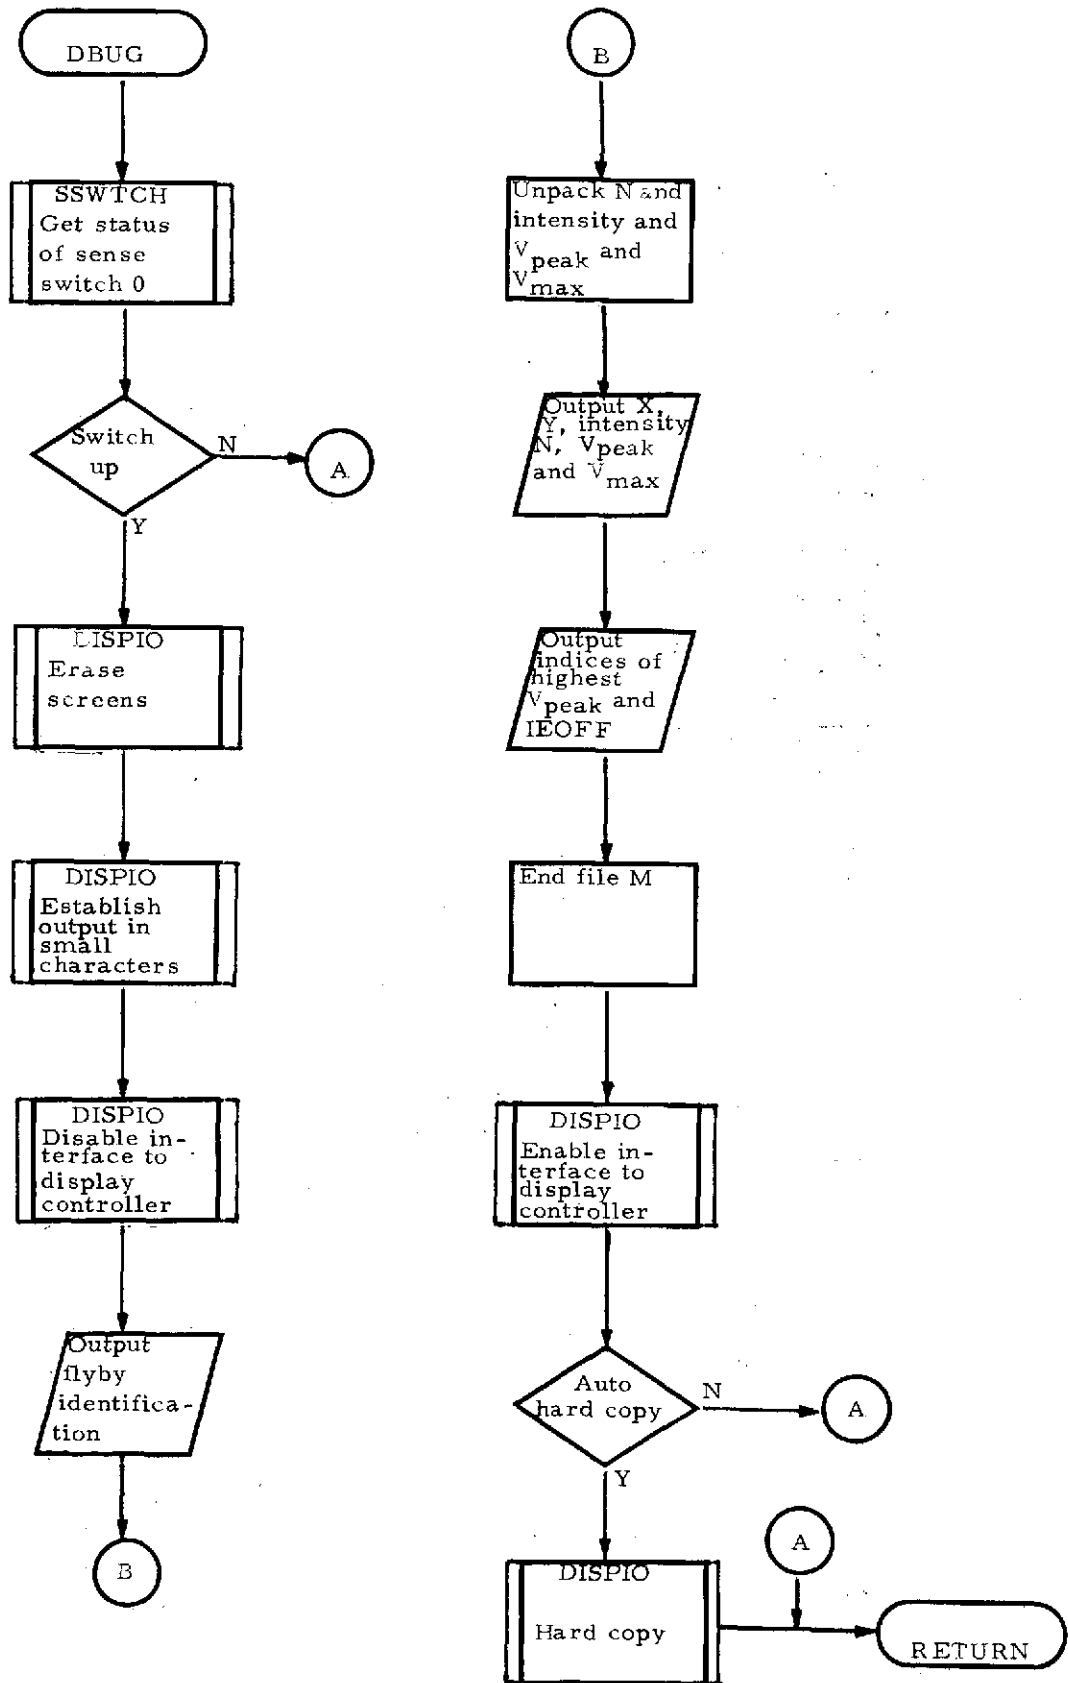 DBUG
SSWTCH
Get status
of sense
switch 0
Switch
up
N
A
Y
DISPIO
Erase
screens
DISPIO
Establish
output in
small
characters
DISPIO
Disable in-
terface to
display
controller
Output
flyby
identifica-
tion
B
B
Unpack N and
intensity and
Vpeak and
Vmax
Output X,
Y, intensity
N, Vpeak
and Vmax
Output
indices of
highest
Vpeak and
IEOFF
End file M
DISPIO
Enable in-
terface to
display
controller
Auto
hard copy
N
A
Y
A
DISPIO
Hard copy
RETURN